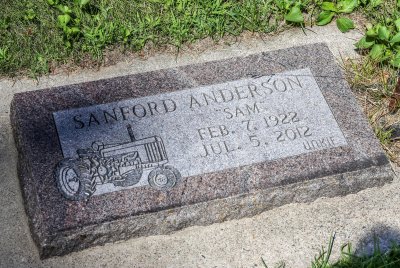 SANFORD ANDERSON
"SAM"
FEB. 7, 1922
JUL. 5, 2012